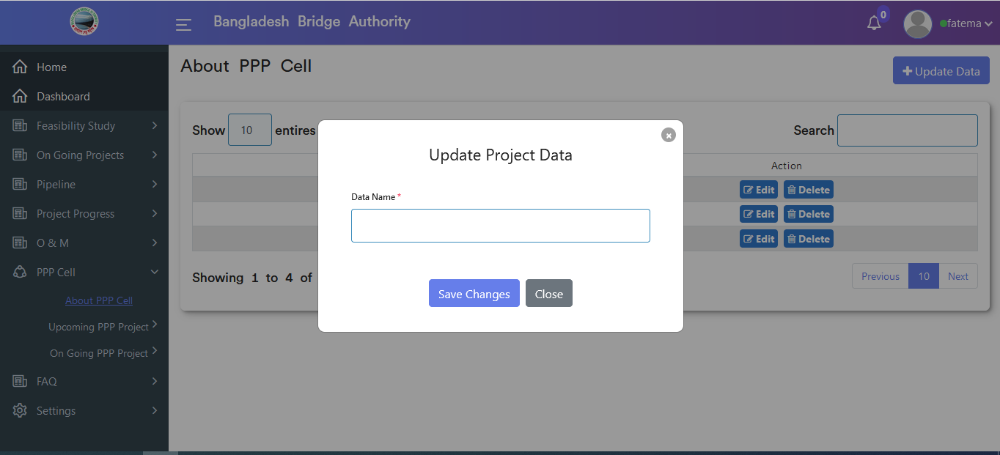 Bangladesh Bridge Authority
0
fatema
Home
Dashboard
Feasibility Study
On Going Projects
Pipeline
Project Progress
O & M
PPP Cell
About PPP Cell
Upcoming PPP Project
On Going PPP Project
FAQ
Settings
About PPP Cell
Update Data
Show 10 entires
Search
Action
Edit Delete
Edit Delete
Edit Delete
Showing 1 to 4 of
Previous 10 Next
Update Project Data
Data Name *
Save Changes Close